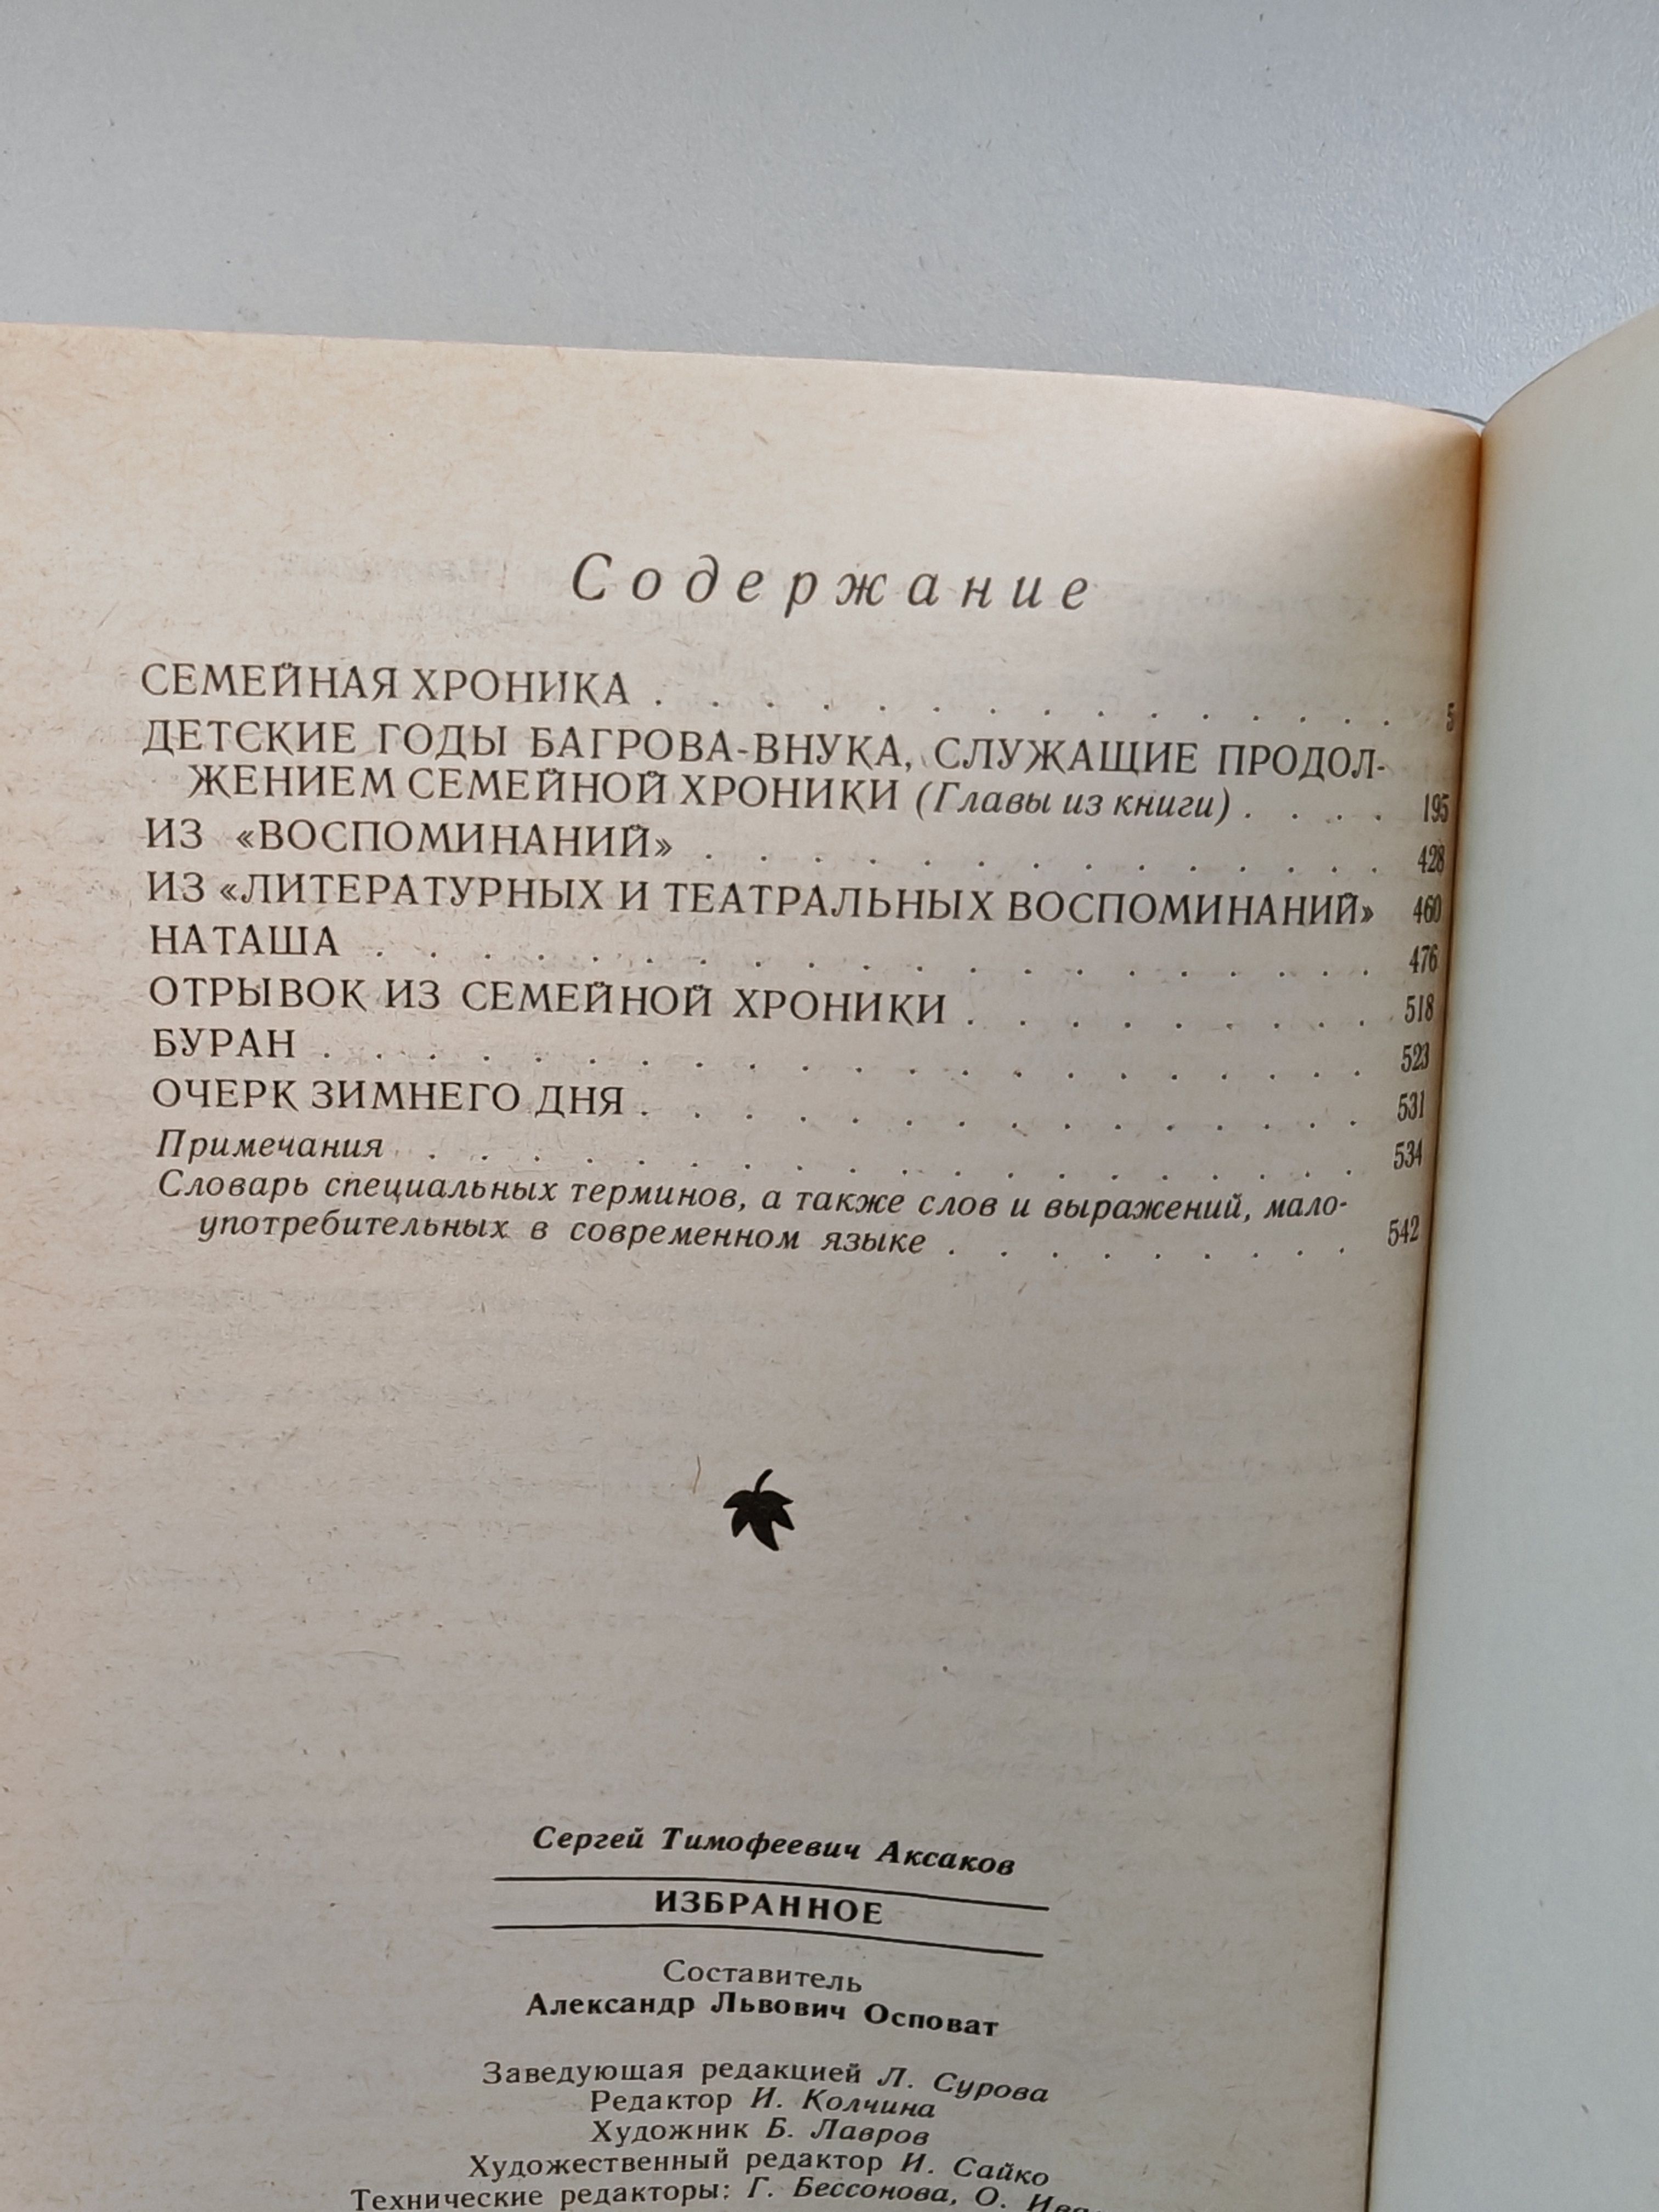 Содержание
СЕМЕЙНАЯ ХРОНИКА . . . . . . . . . . . . . . 5
ДЕТСКИЕ ГОДЫ БАГРОВА-ВНУКА, СЛУЖАЩИЕ ПРОДОЛ-
ЖЕНИЕМ СЕМЕЙНОЙ ХРОНИКИ (Главы из книги) . . . . 195
ИЗ «ВОСПОМИНАНИЙ» . . . . . . . . . . . . . 428
ИЗ «ЛИТЕРАТУРНЫХ И ТЕАТРАЛЬНЫХ ВОСПОМИНАНИЙ» 460
НАТАША . . . . . . . . . . . . . . . . . . . 476
ОТРЫВОК ИЗ СЕМЕЙНОЙ ХРОНИКИ . . . . . . . . 518
БУРАН . . . . . . . . . . . . . . . . . . . . 523
ОЧЕРК ЗИМНЕГО ДНЯ . . . . . . . . . . . . . . 531
Примечания . . . . . . . . . . . . . . . . . . 534
Словарь специальных терминов, а также слов и выражений, мало-
употребительных в современном языке . . . . . . . . 542
Сергей Тимофеевич Аксаков
ИЗБРАННОЕ
Составитель
Александр Львович Осповат
Заведующая редакцией Л. Сурова
Редактор И. Колчина
Художник Б. Лавров
Художественный редактор И. Сайко
Технические редакторы: Г. Бессонова, О.